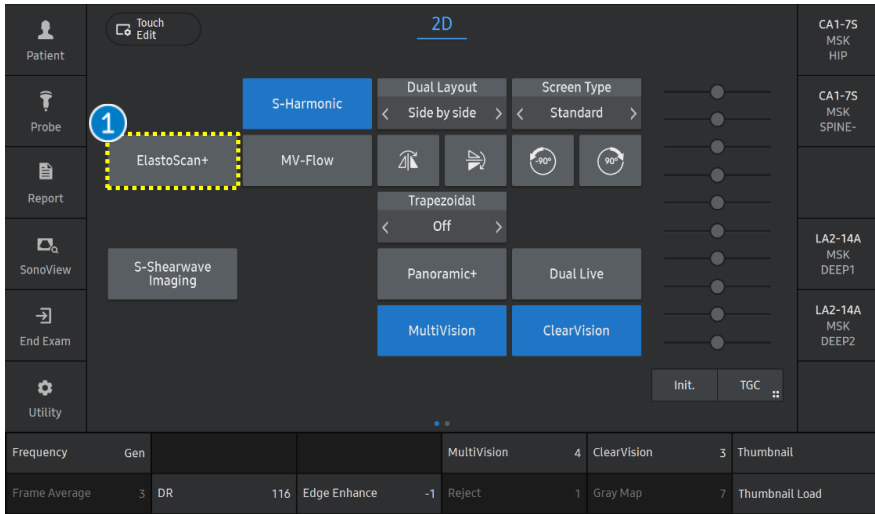 Touch
Edit
2D
Patient
Probe
Report
SonoView
End Exam
Utility
1
S-Harmonic
Dual Layout
< Side by side >
Screen Type
< Standard >
ElastoScan+
MV-Flow
-90°
90°
Trapezoidal
< Off >
S-Shearwave
Imaging
Panoramic+
Dual Live
MultiVision
ClearVision
Init.
TGC
CA1-7S
MSK
HIP
CA1-7S
MSK
SPINE-
LA2-14A
MSK
DEEP1
LA2-14A
MSK
DEEP2
Frequency Gen
MultiVision 4
ClearVision 3
Thumbnail
Frame Average 3
DR 116
Edge Enhance -1
Reject 1
Gray Map 7
Thumbnail Load